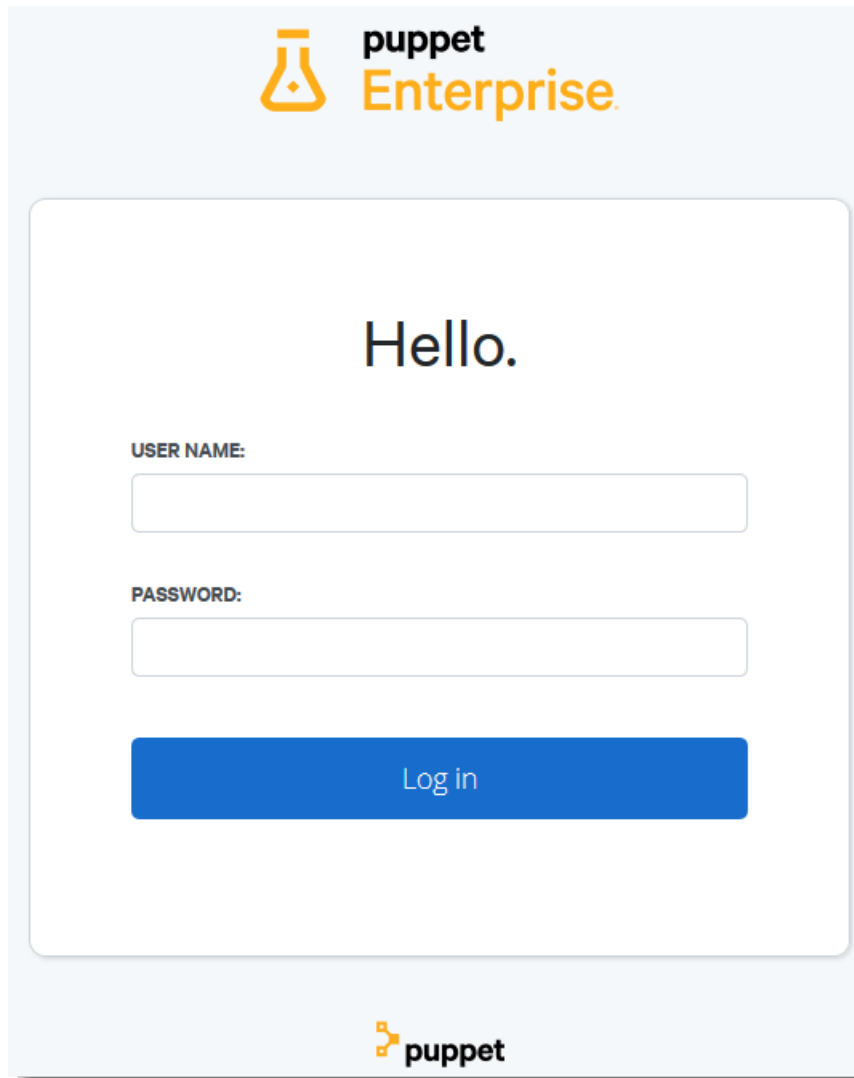 puppet
Enterprise.
Hello.
USER NAME:
PASSWORD:
Log in
puppet